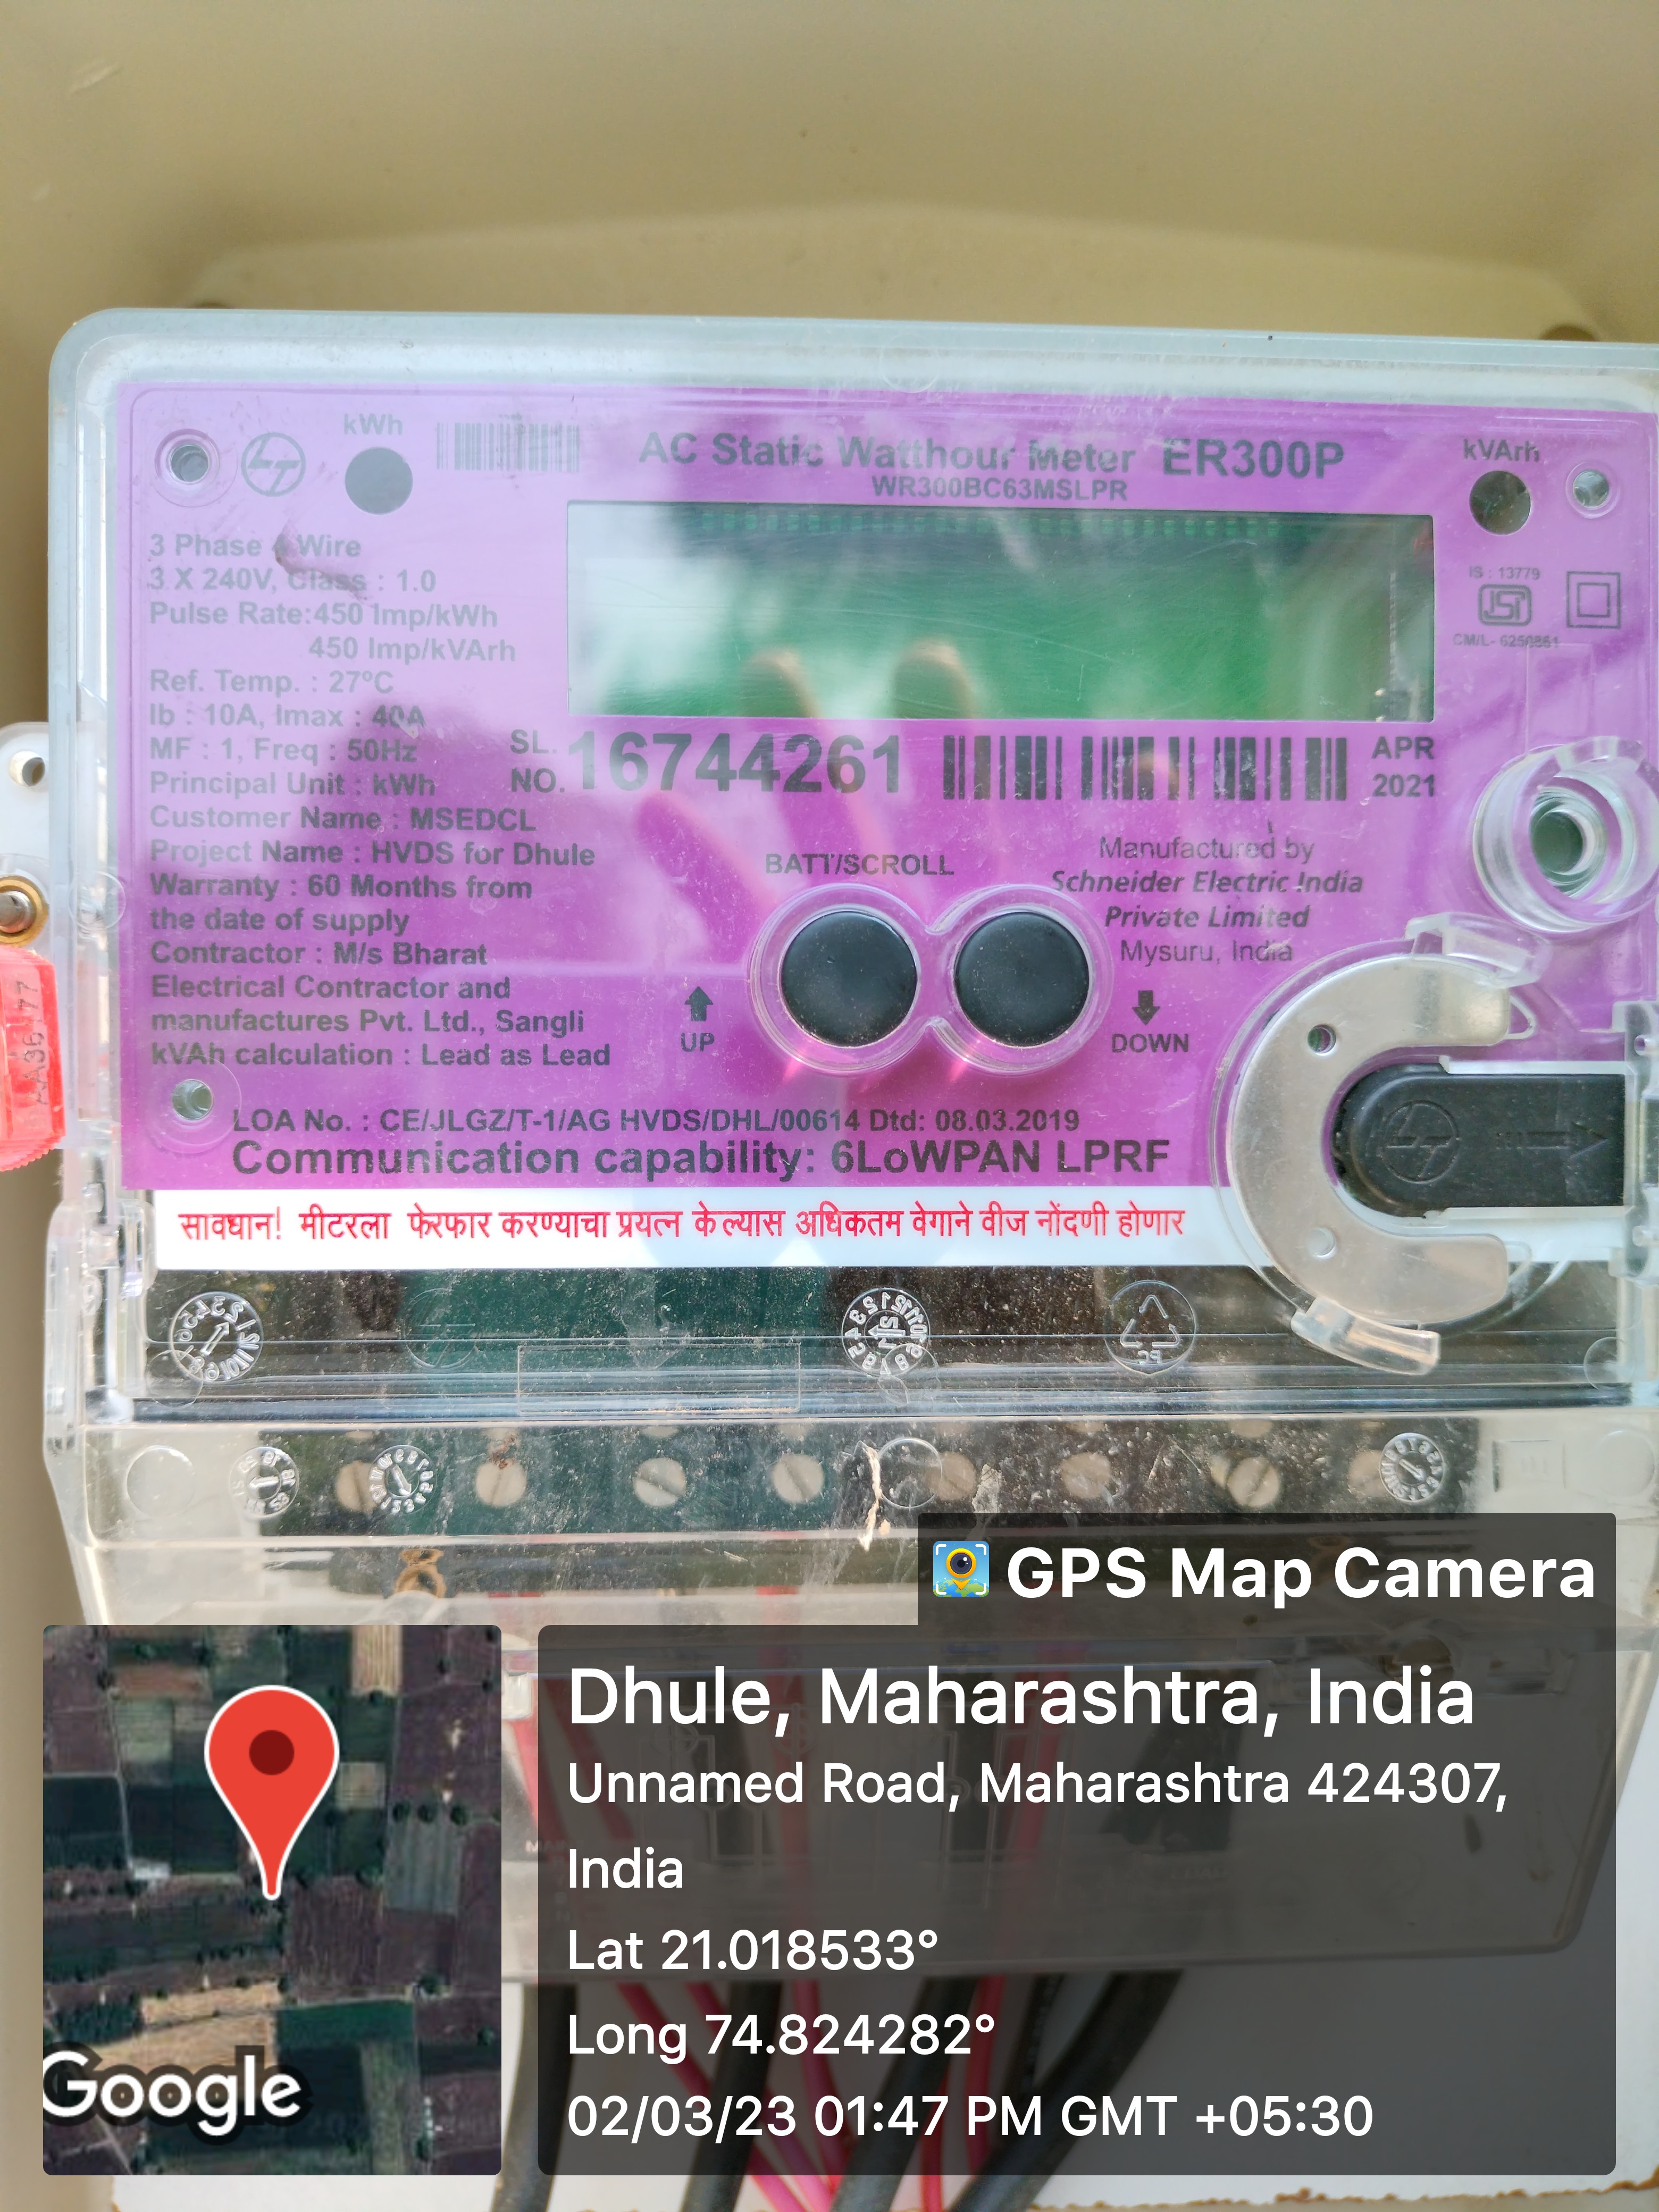 kWh
AC Static Watthour Meter ER300P
WR300BC63MSLPR
kVArh
3 Phase 4 Wire
3 X 240V, Class : 1.0
Pulse Rate:450 Imp/kWh
450 Imp/kVArh
Ref. Temp. : 27°C
Ib : 10A, Imax : 40A
MF : 1, Freq : 50Hz
Principal Unit : kWh
Customer Name : MSEDCL
Project Name : HVDS for Dhule
Warranty : 60 Months from
the date of supply
Contractor : M/s Bharat
Electrical Contractor and
manufactures Pvt. Ltd., Sangli
kVAh calculation : Lead as Lead
IS : 13779
ISI
CM/L- 6250851
SL.
NO. 16744261
APR
2021
BATT/SCROLL
UP
DOWN
Manufactured by
Schneider Electric India
Private Limited
Mysuru, India
LOA No. : CE/JLGZ/T-1/AG HVDS/DHL/00614 Dtd: 08.03.2019
Communication capability: 6LoWPAN LPRF
सावधान! मीटरला फेरफार करण्याचा प्रयत्न केल्यास अधिकतम वेगाने वीज नोंदणी होणार
GPS Map Camera
Dhule, Maharashtra, India
Unnamed Road, Maharashtra 424307,
India
Lat 21.018533°
Long 74.824282°
02/03/23 01:47 PM GMT +05:30
Google